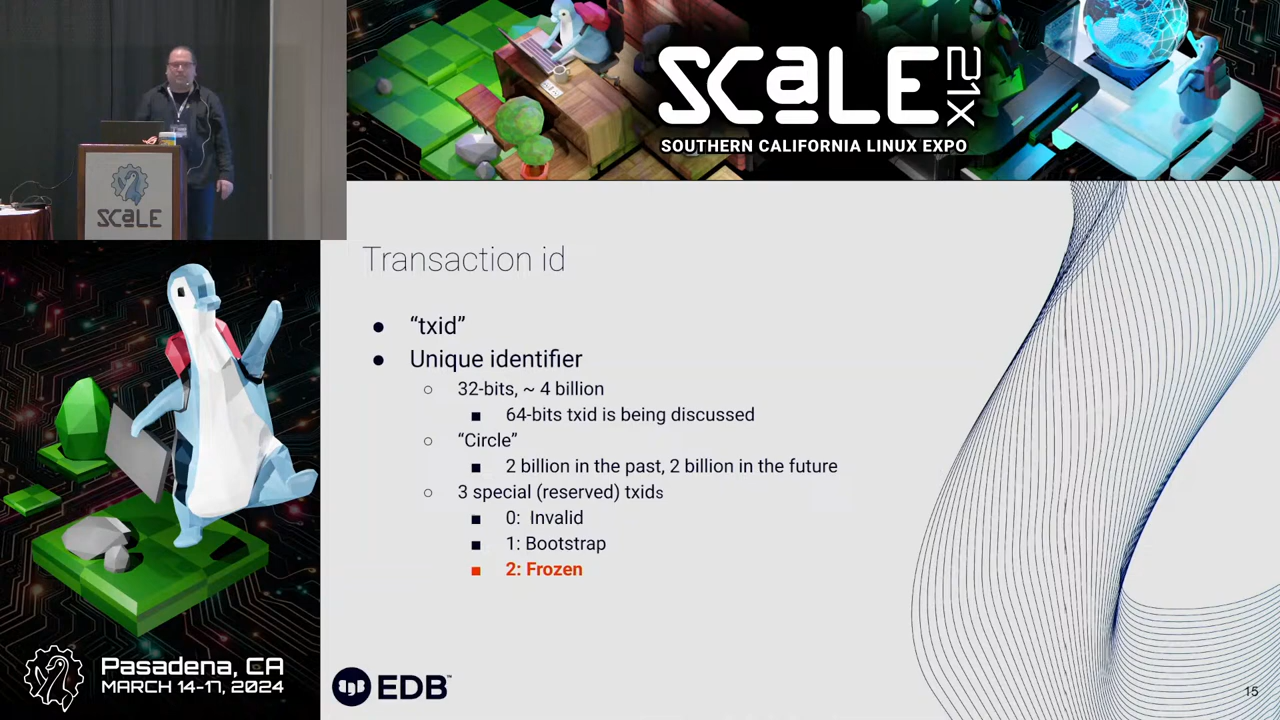 SCALE 21X
SOUTHERN CALIFORNIA LINUX EXPO
SCALE
Transaction id
● “txid”
● Unique identifier
○ 32-bits, ~ 4 billion
■ 64-bits txid is being discussed
○ “Circle”
■ 2 billion in the past, 2 billion in the future
○ 3 special (reserved) txids
■ 0: Invalid
■ 1: Bootstrap
■ 2: Frozen
Pasadena, CA
MARCH 14-17, 2024
EDB™
15